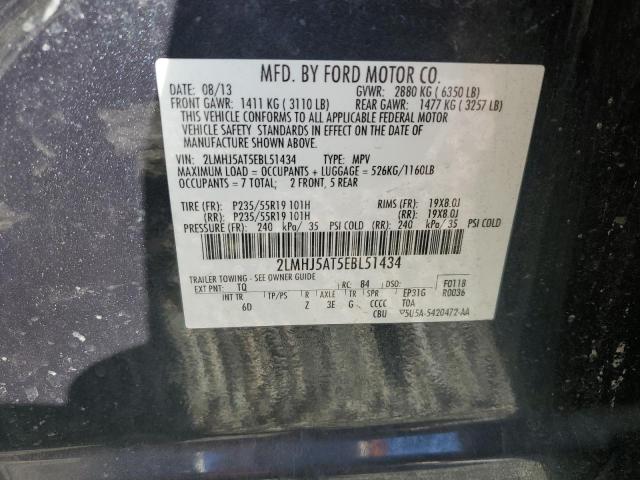 MFD. BY FORD MOTOR CO.
DATE: 08/13 GVWR: 2880 KG ( 6350 LB)
FRONT GAWR: 1411 KG ( 3110 LB) REAR GAWR: 1477 KG ( 3257 LB)
THIS VEHICLE CONFORMS TO ALL APPLICABLE FEDERAL MOTOR
VEHICLE SAFETY STANDARDS IN EFFECT ON THE DATE OF
MANUFACTURE SHOWN ABOVE.
VIN: 2LMHJ5AT5EBL51434 TYPE: MPV
MAXIMUM LOAD = OCCUPANTS + LUGGAGE = 526KG/1160LB
OCCUPANTS = 7 TOTAL; 2 FRONT, 5 REAR
TIRE (FR): P235/55R19 101H RIMS (FR): 19X8.0J
(RR): P235/55R19 101H (RR): 19X8.0J
PRESSURE (FR): 240 kPa/ 35 PSI COLD (RR): 240 kPa/ 35 PSI COLD
2LMHJ5AT5EBL51434
TRAILER TOWING - SEE OWNER GUIDE
EXT PNT: TQ RC: 84 DSO: F0118
INT TR TP/PS R AXLE TR SPR EP31G R0036
6D Z 3E G CCCC TOA
CBU 5U5A-5420472-AA